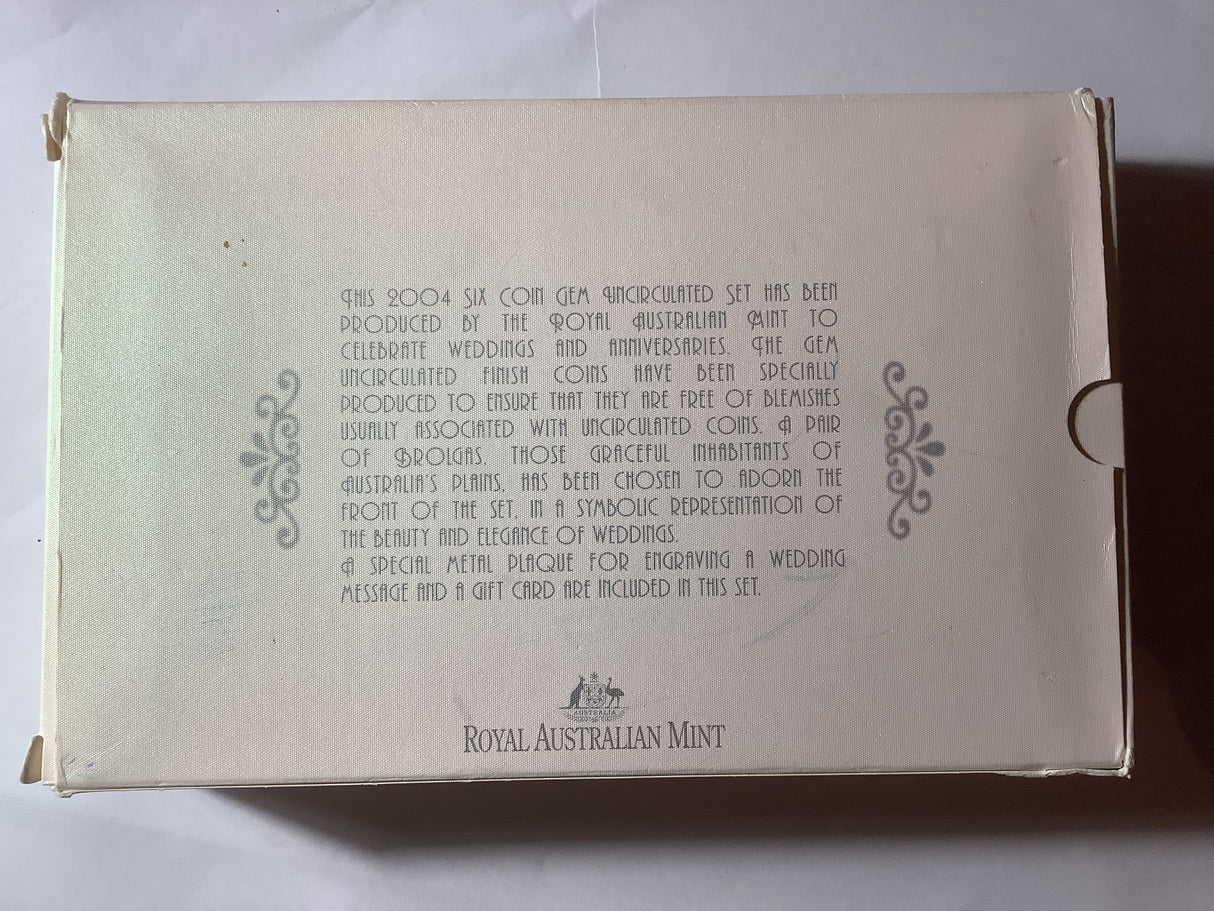 THIS 2004 SIX COIN GEM UNCIRCULATED SET HAS BEEN
PRODUCED BY THE ROYAL AUSTRALIAN MINT TO
CELEBRATE WEDDINGS AND ANNIVERSARIES. THE GEM
UNCIRCULATED FINISH COINS HAVE BEEN SPECIALLY
PRODUCED TO ENSURE THAT THEY ARE FREE OF BLEMISHES
USUALLY ASSOCIATED WITH UNCIRCULATED COINS. A PAIR
OF BROLGAS, THOSE GRACEFUL INHABITANTS OF
AUSTRALIA'S PLAINS, HAS BEEN CHOSEN TO ADORN THE
FRONT OF THE SET, IN A SYMBOLIC REPRESENTATION OF
THE BEAUTY AND ELEGANCE OF WEDDINGS.
A SPECIAL METAL PLAQUE FOR ENGRAVING A WEDDING
MESSAGE AND A GIFT CARD ARE INCLUDED IN THIS SET.
AUSTRALIA
ROYAL AUSTRALIAN MINT